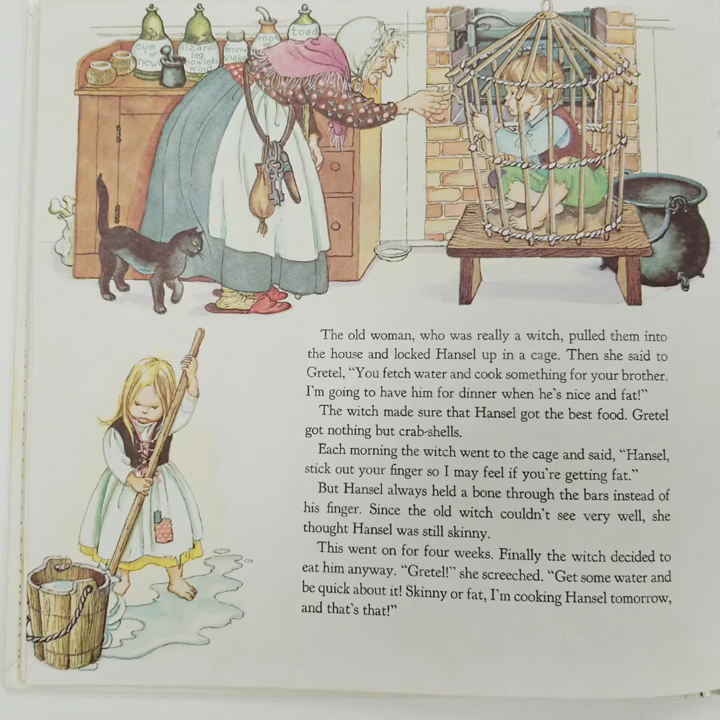 eye
of
newt
lizards
leg
howlets
wing
toad
The old woman, who was really a witch, pulled them into
the house and locked Hansel up in a cage. Then she said to
Gretel, “You fetch water and cook something for your brother.
I’m going to have him for dinner when he’s nice and fat!”
The witch made sure that Hansel got the best food. Gretel
got nothing but crab-shells.
Each morning the witch went to the cage and said, “Hansel,
stick out your finger so I may feel if you’re getting fat.”
But Hansel always held a bone through the bars instead of
his finger. Since the old witch couldn’t see very well, she
thought Hansel was still skinny.
This went on for four weeks. Finally the witch decided to
eat him anyway. “Gretel!” she screeched. “Get some water and
be quick about it! Skinny or fat, I’m cooking Hansel tomorrow,
and that’s that!”